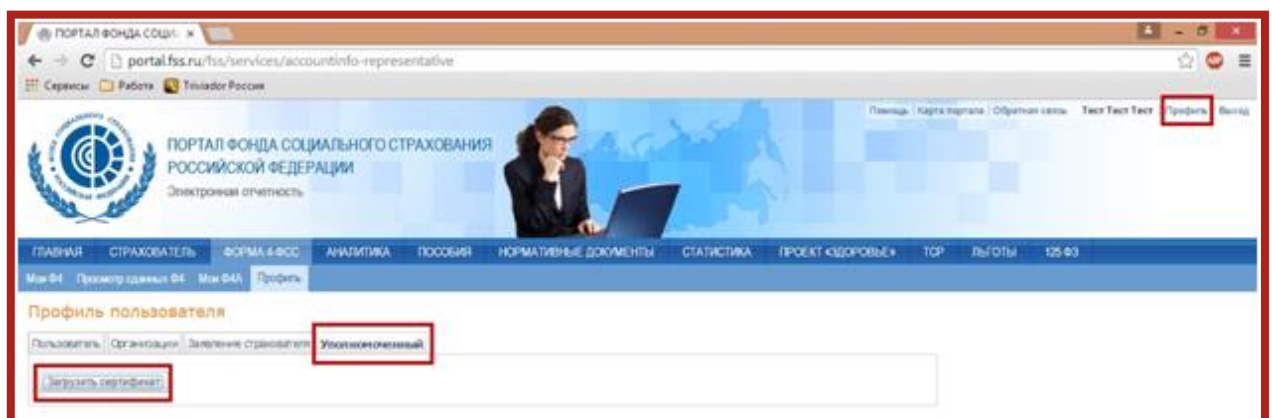 ПОРТАЛ ФОНДА СОЦИ
portal.fss.ru/fss/services/accountinfo-representative
Сервисы Работа Triviador Россия
Помощь Карта портала Обратная связь Тест Тест Тест Профиль Выход
ПОРТАЛ ФОНДА СОЦИАЛЬНОГО СТРАХОВАНИЯ
РОССИЙСКОЙ ФЕДЕРАЦИИ
Электронная отчетность
ГЛАВНАЯ СТРАХОВАТЕЛЬ ФОРМА 4-ФСС АНАЛИТИКА ПОСОБИЯ НОРМАТИВНЫЕ ДОКУМЕНТЫ СТАТИСТИКА ПРОЕКТ «ЗДОРОВЬЕ» ТСР ЛЬГОТЫ 125-ФЗ
Мои Ф4 Просмотр сданных Ф4 Мои Ф4А Профиль
Профиль пользователя
Пользователь Организации Заявление страхователя Уполномоченный
Загрузить сертификат